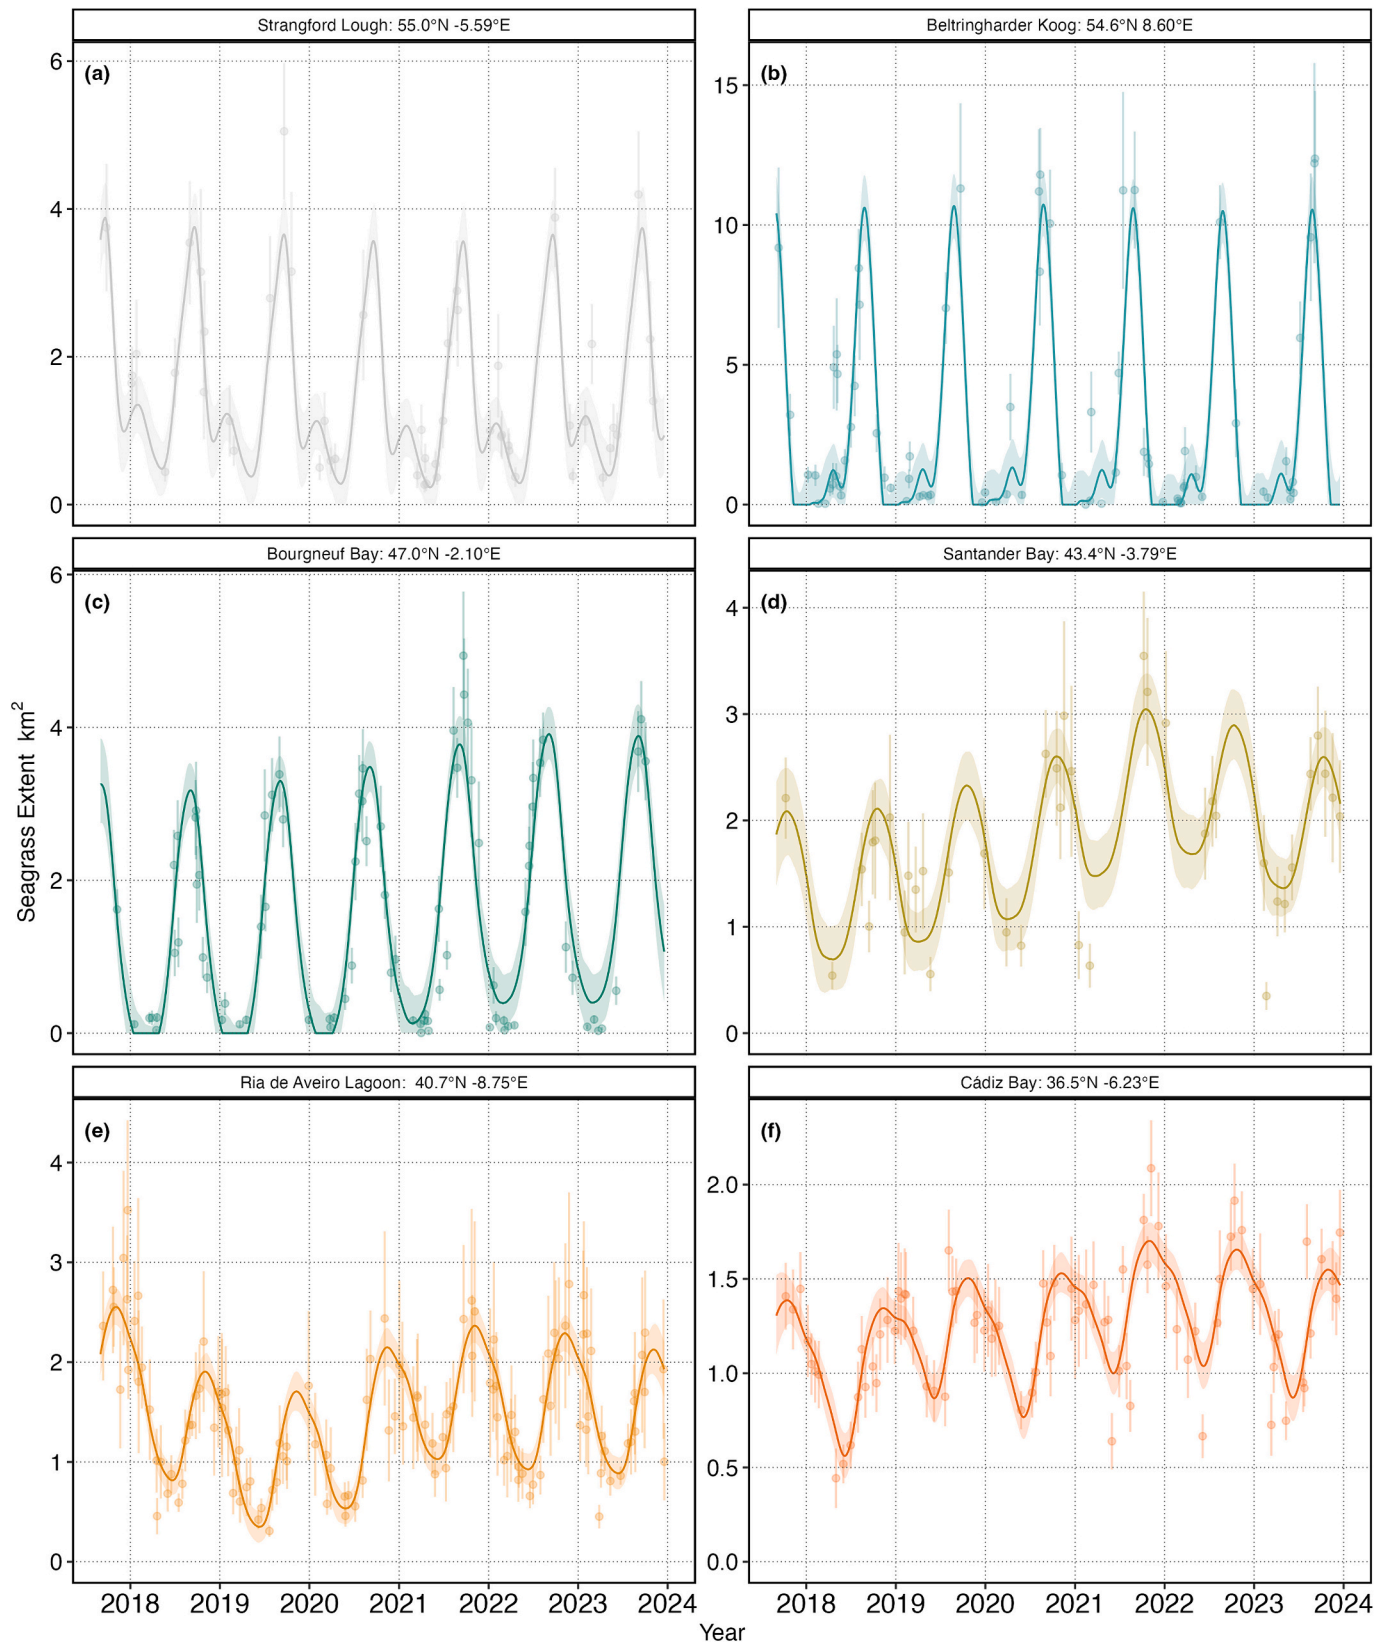 Strangford Lough: 55.0°N -5.59°E
Beltringharder Koog: 54.6°N 8.60°E
(a)
6
4
2
0
(b)
15
10
5
0
Bourgneuf Bay: 47.0°N -2.10°E
Santander Bay: 43.4°N -3.79°E
Seagrass Extent km²
(c)
6
4
2
0
(d)
4
3
2
1
0
Ria de Aveiro Lagoon: 40.7°N -8.75°E
Cádiz Bay: 36.5°N -6.23°E
(e)
4
3
2
1
0
(f)
2.0
1.5
1.0
0.5
0.0
2018 2019 2020 2021 2022 2023 2024
2018 2019 2020 2021 2022 2023 2024
Year